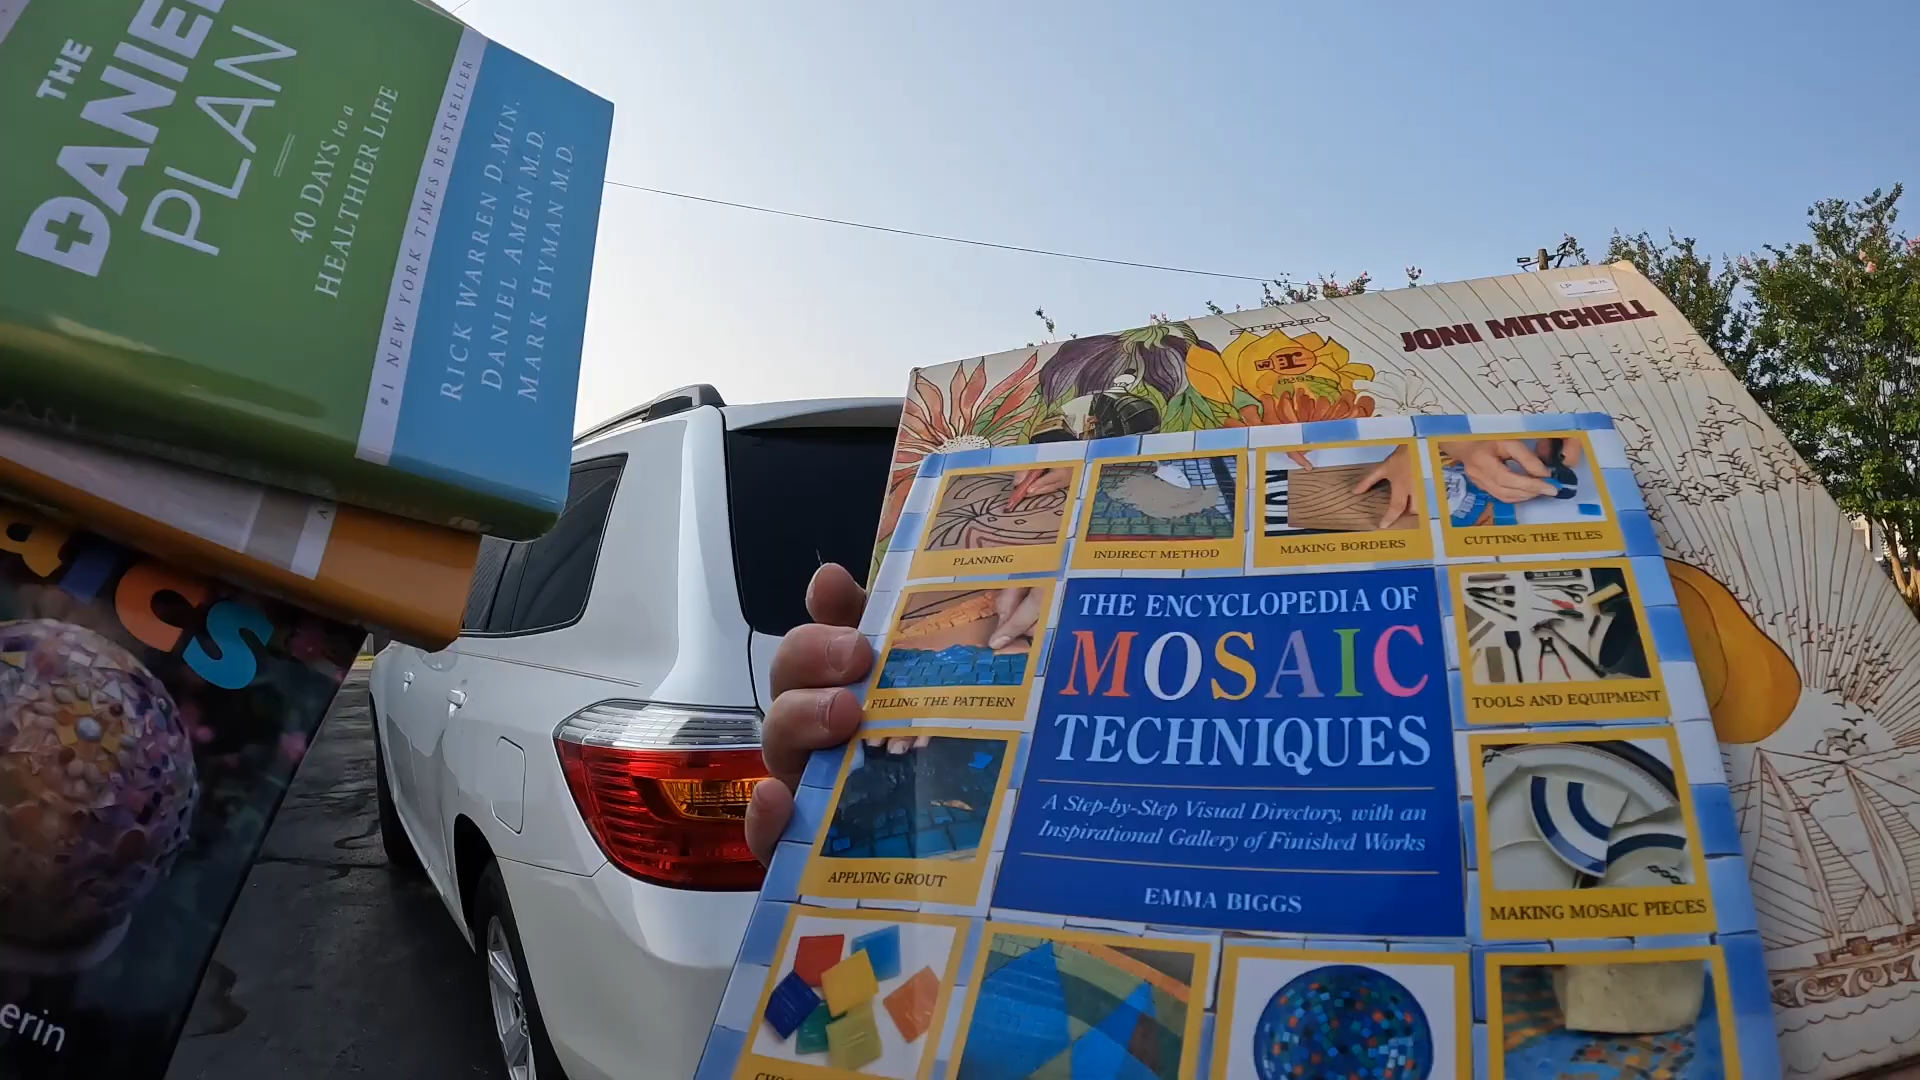 THE
DANIEL
PLAN
40 DAYS to a
HEALTHIER LIFE
#1 NEW YORK TIMES BESTSELLER
RICK WARREN D.MIN.
DANIEL AMEN M.D.
MARK HYMAN M.D.
ICS
erin
STEREO
JONI MITCHELL
LP
W
r
6293
PLANNING
INDIRECT METHOD
MAKING BORDERS
CUTTING THE TILES
FILLING THE PATTERN
THE ENCYCLOPEDIA OF
MOSAIC
TECHNIQUES
A Step-by-Step Visual Directory, with an
Inspirational Gallery of Finished Works
EMMA BIGGS
TOOLS AND EQUIPMENT
APPLYING GROUT
MAKING MOSAIC PIECES